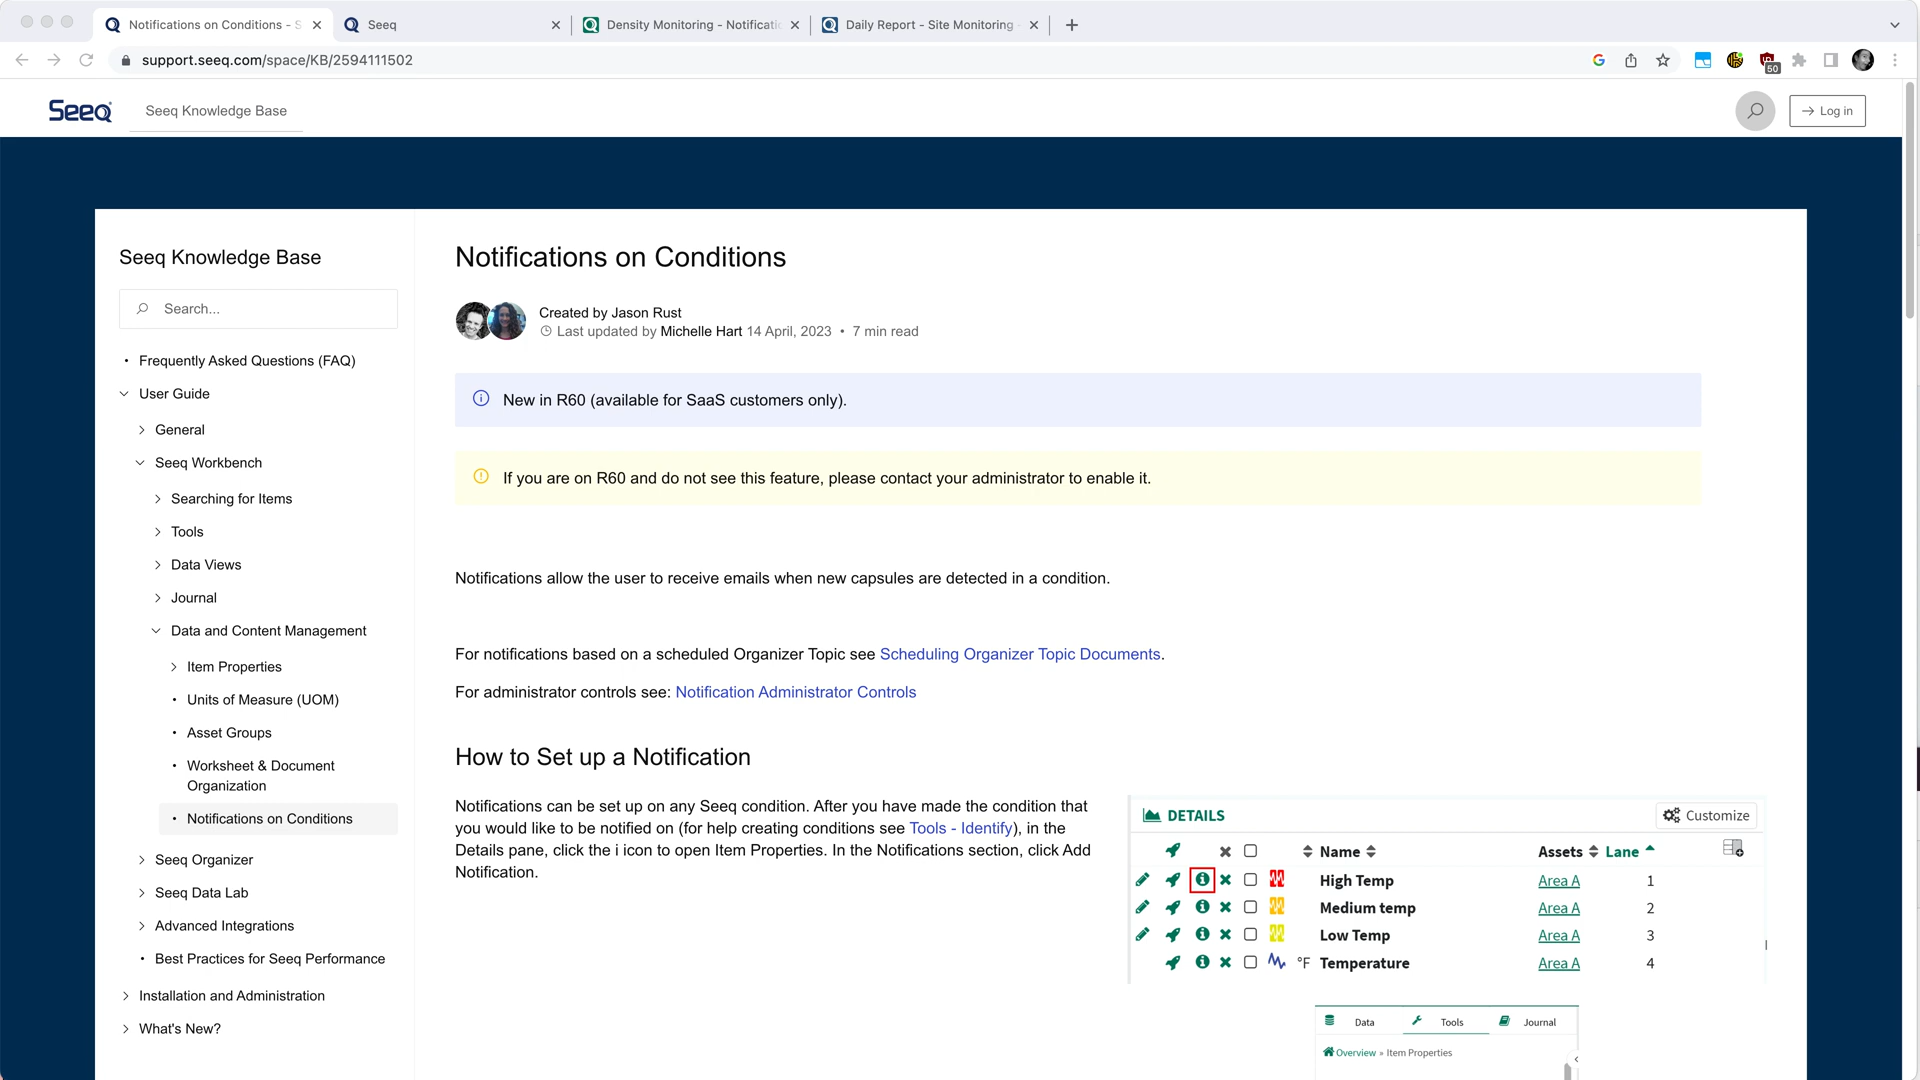 Notifications on Conditions - S
Seeq
Density Monitoring - Notificatio
Daily Report - Site Monitoring -
support.seeq.com/space/KB/2594111502
50
Seeq
Seeq Knowledge Base
Log in
Seeq Knowledge Base
Search...
Frequently Asked Questions (FAQ)
User Guide
General
Seeq Workbench
Searching for Items
Tools
Data Views
Journal
Data and Content Management
Item Properties
Units of Measure (UOM)
Asset Groups
Worksheet & Document
Organization
Notifications on Conditions
Seeq Organizer
Seeq Data Lab
Advanced Integrations
Best Practices for Seeq Performance
Installation and Administration
What's New?
Notifications on Conditions
Created by Jason Rust
Last updated by Michelle Hart 14 April, 2023 • 7 min read
New in R60 (available for SaaS customers only).
If you are on R60 and do not see this feature, please contact your administrator to enable it.
Notifications allow the user to receive emails when new capsules are detected in a condition.
For notifications based on a scheduled Organizer Topic see Scheduling Organizer Topic Documents.
For administrator controls see: Notification Administrator Controls
How to Set up a Notification
Notifications can be set up on any Seeq condition. After you have made the condition that
you would like to be notified on (for help creating conditions see Tools - Identify), in the
Details pane, click the i icon to open Item Properties. In the Notifications section, click Add
Notification.
DETAILS
Customize
Name Assets Lane
High Temp Area A 1
Medium temp Area A 2
Low Temp Area A 3
°F Temperature Area A 4
Data Tools Journal
Overview » Item Properties